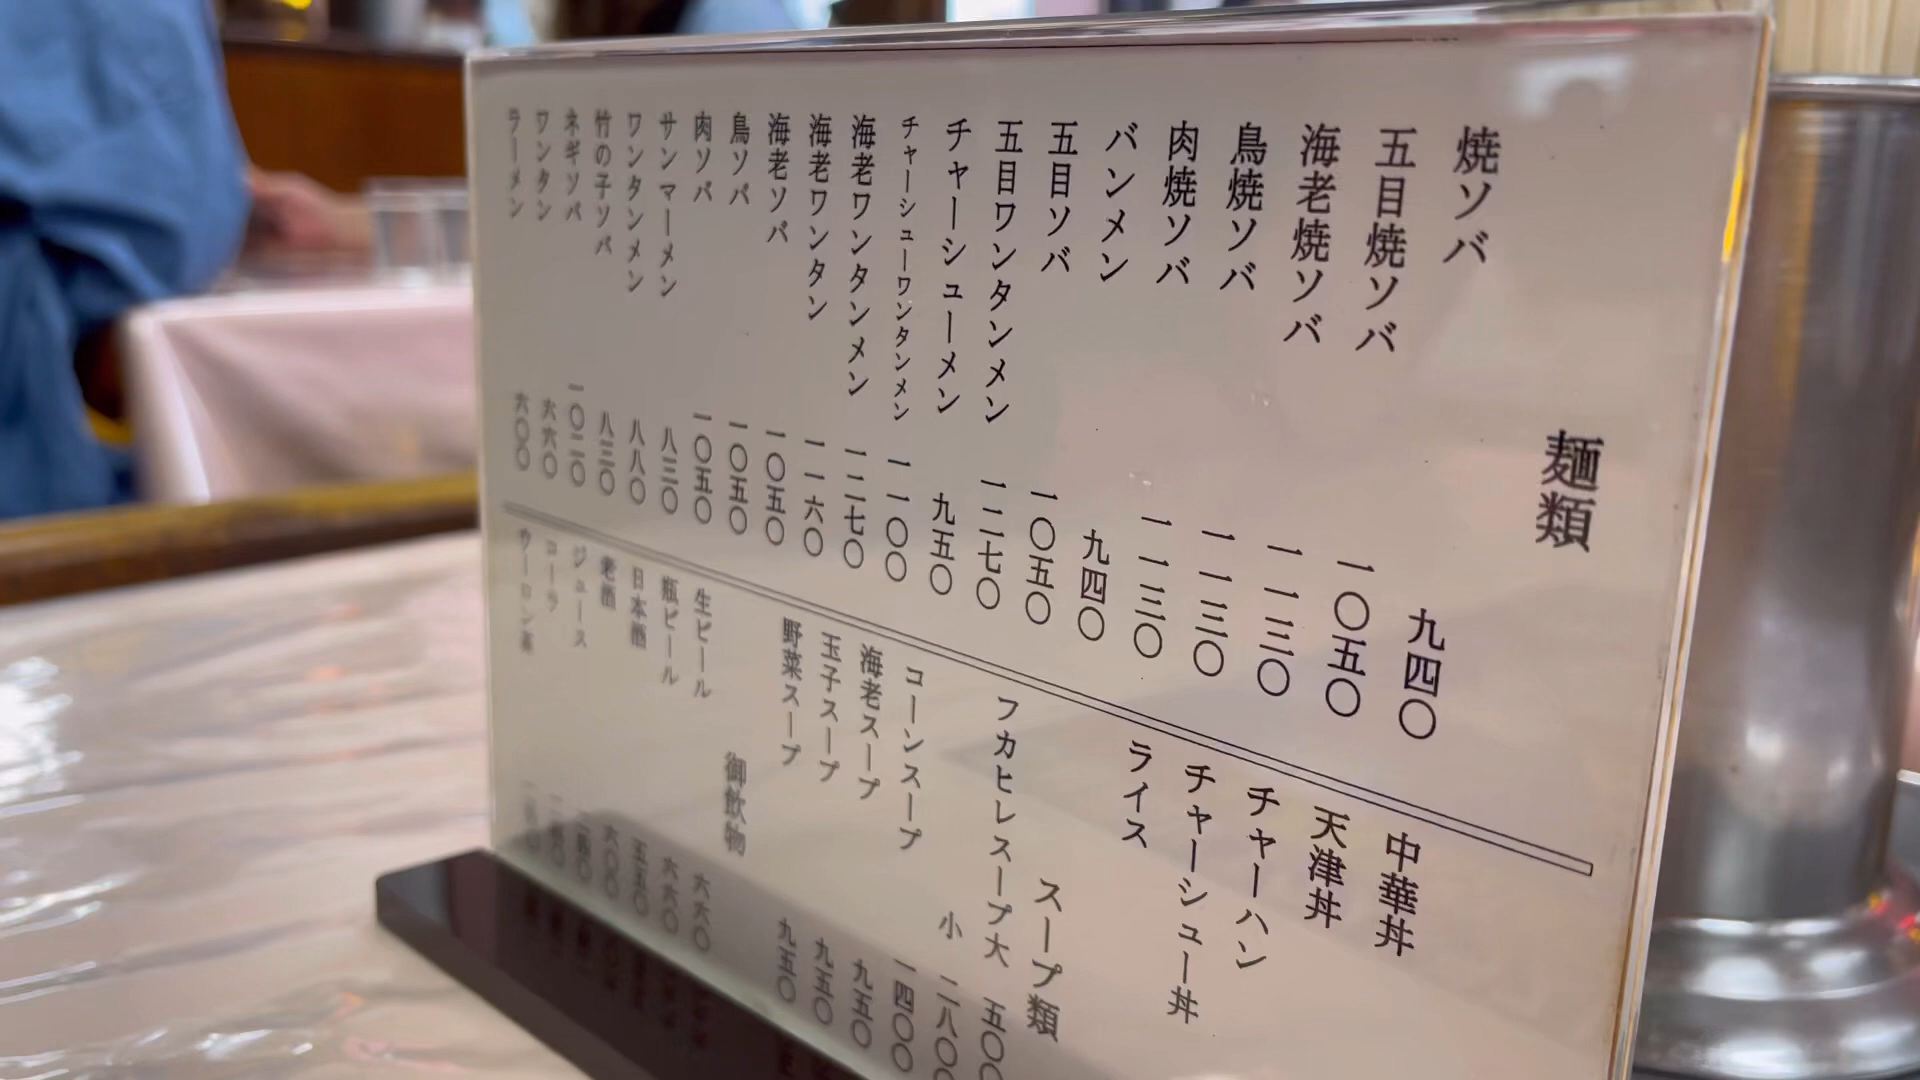 麺類
焼ソバ 九四〇
五目焼ソバ 一〇五〇
海老焼ソバ 一一三〇
鳥焼ソバ 一一三〇
肉焼ソバ 一一三〇
バンメン 九四〇
五目ソバ 一〇五〇
五目ワンタンメン 一二七〇
チャーシューメン 九五〇
チャーシューワンタンメン 一一〇〇
海老ワンタンメン 一二七〇
海老ワンタン 一一六〇
海老ソバ 一〇五〇
鳥ソバ 一〇五〇
肉ソバ 一〇五〇
サンマーメン 八三〇
ワンタンメン 八八〇
竹の子ソバ 八三〇
ネギソバ 一〇二〇
ワンタン 六六〇
ラーメン 六〇〇
中華丼
天津丼
チャーハン
チャーシュー丼
ライス
スープ類
フカヒレスープ大 五〇〇
小 二八〇〇
コーンスープ 一四〇〇
海老スープ 九五〇
玉子スープ 九五〇
野菜スープ 九五〇
御飲物
生ビール 六六〇
瓶ビール 六六〇
日本酒 五五〇
老酒 六〇〇
ジュース
コーラ
ウーロン茶